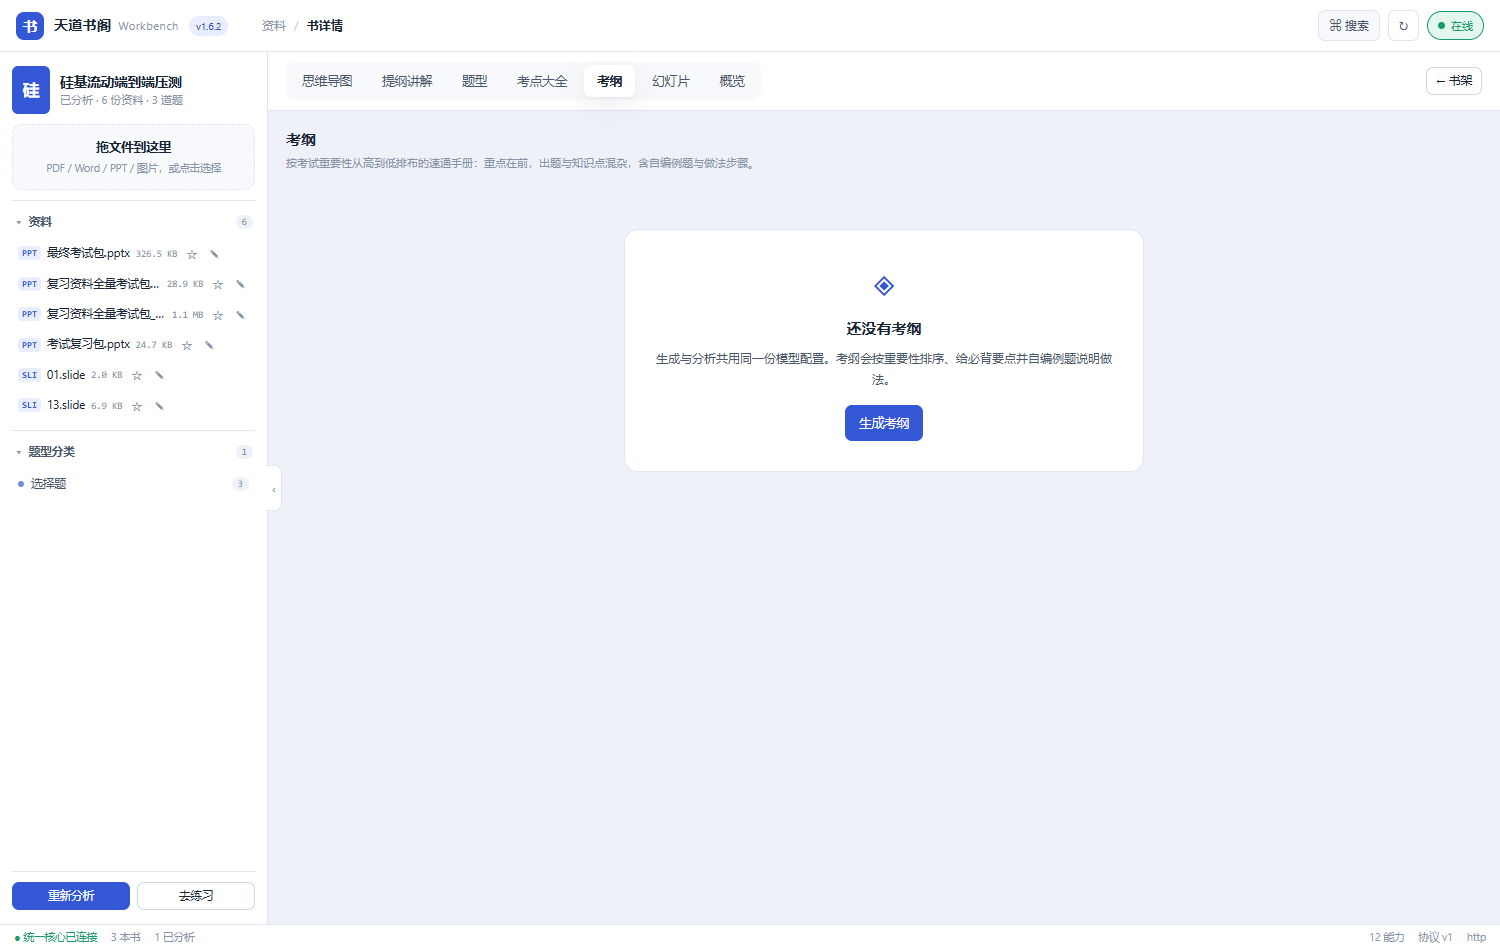 书 天道书阁 Workbench v1.6.2 资料 / 书详情 ⌘ 搜索 ↻ 在线
硅 硅基流动端到端压测
已分析 · 6 份资料 · 3 道题
拖文件到这里
PDF / Word / PPT / 图片，或点击选择
资料 6
PPT 最终考试包.pptx 326.5 KB
PPT 复习资料全量考试包... 28.9 KB
PPT 复习资料全量考试包_... 1.1 MB
PPT 考试复习包.pptx 24.7 KB
SLI 01.slide 2.0 KB
SLI 13.slide 6.9 KB
题型分类 1
选择题 3
重新分析 去练习
思维导图 提纲讲解 题型 考点大全 考纲 幻灯片 概览 ← 书架
考纲
按考试重要性从高到低排布的速通手册：重点在前，出题与知识点混杂，含自编例题与做法步骤。
还没有考纲
生成与分析共用同一份模型配置。考纲会按重要性排序、给必背要点并自编例题说明做
法。
生成考纲
统一核心已连接 3 本书 1 已分析 12 能力 协议 v1 http